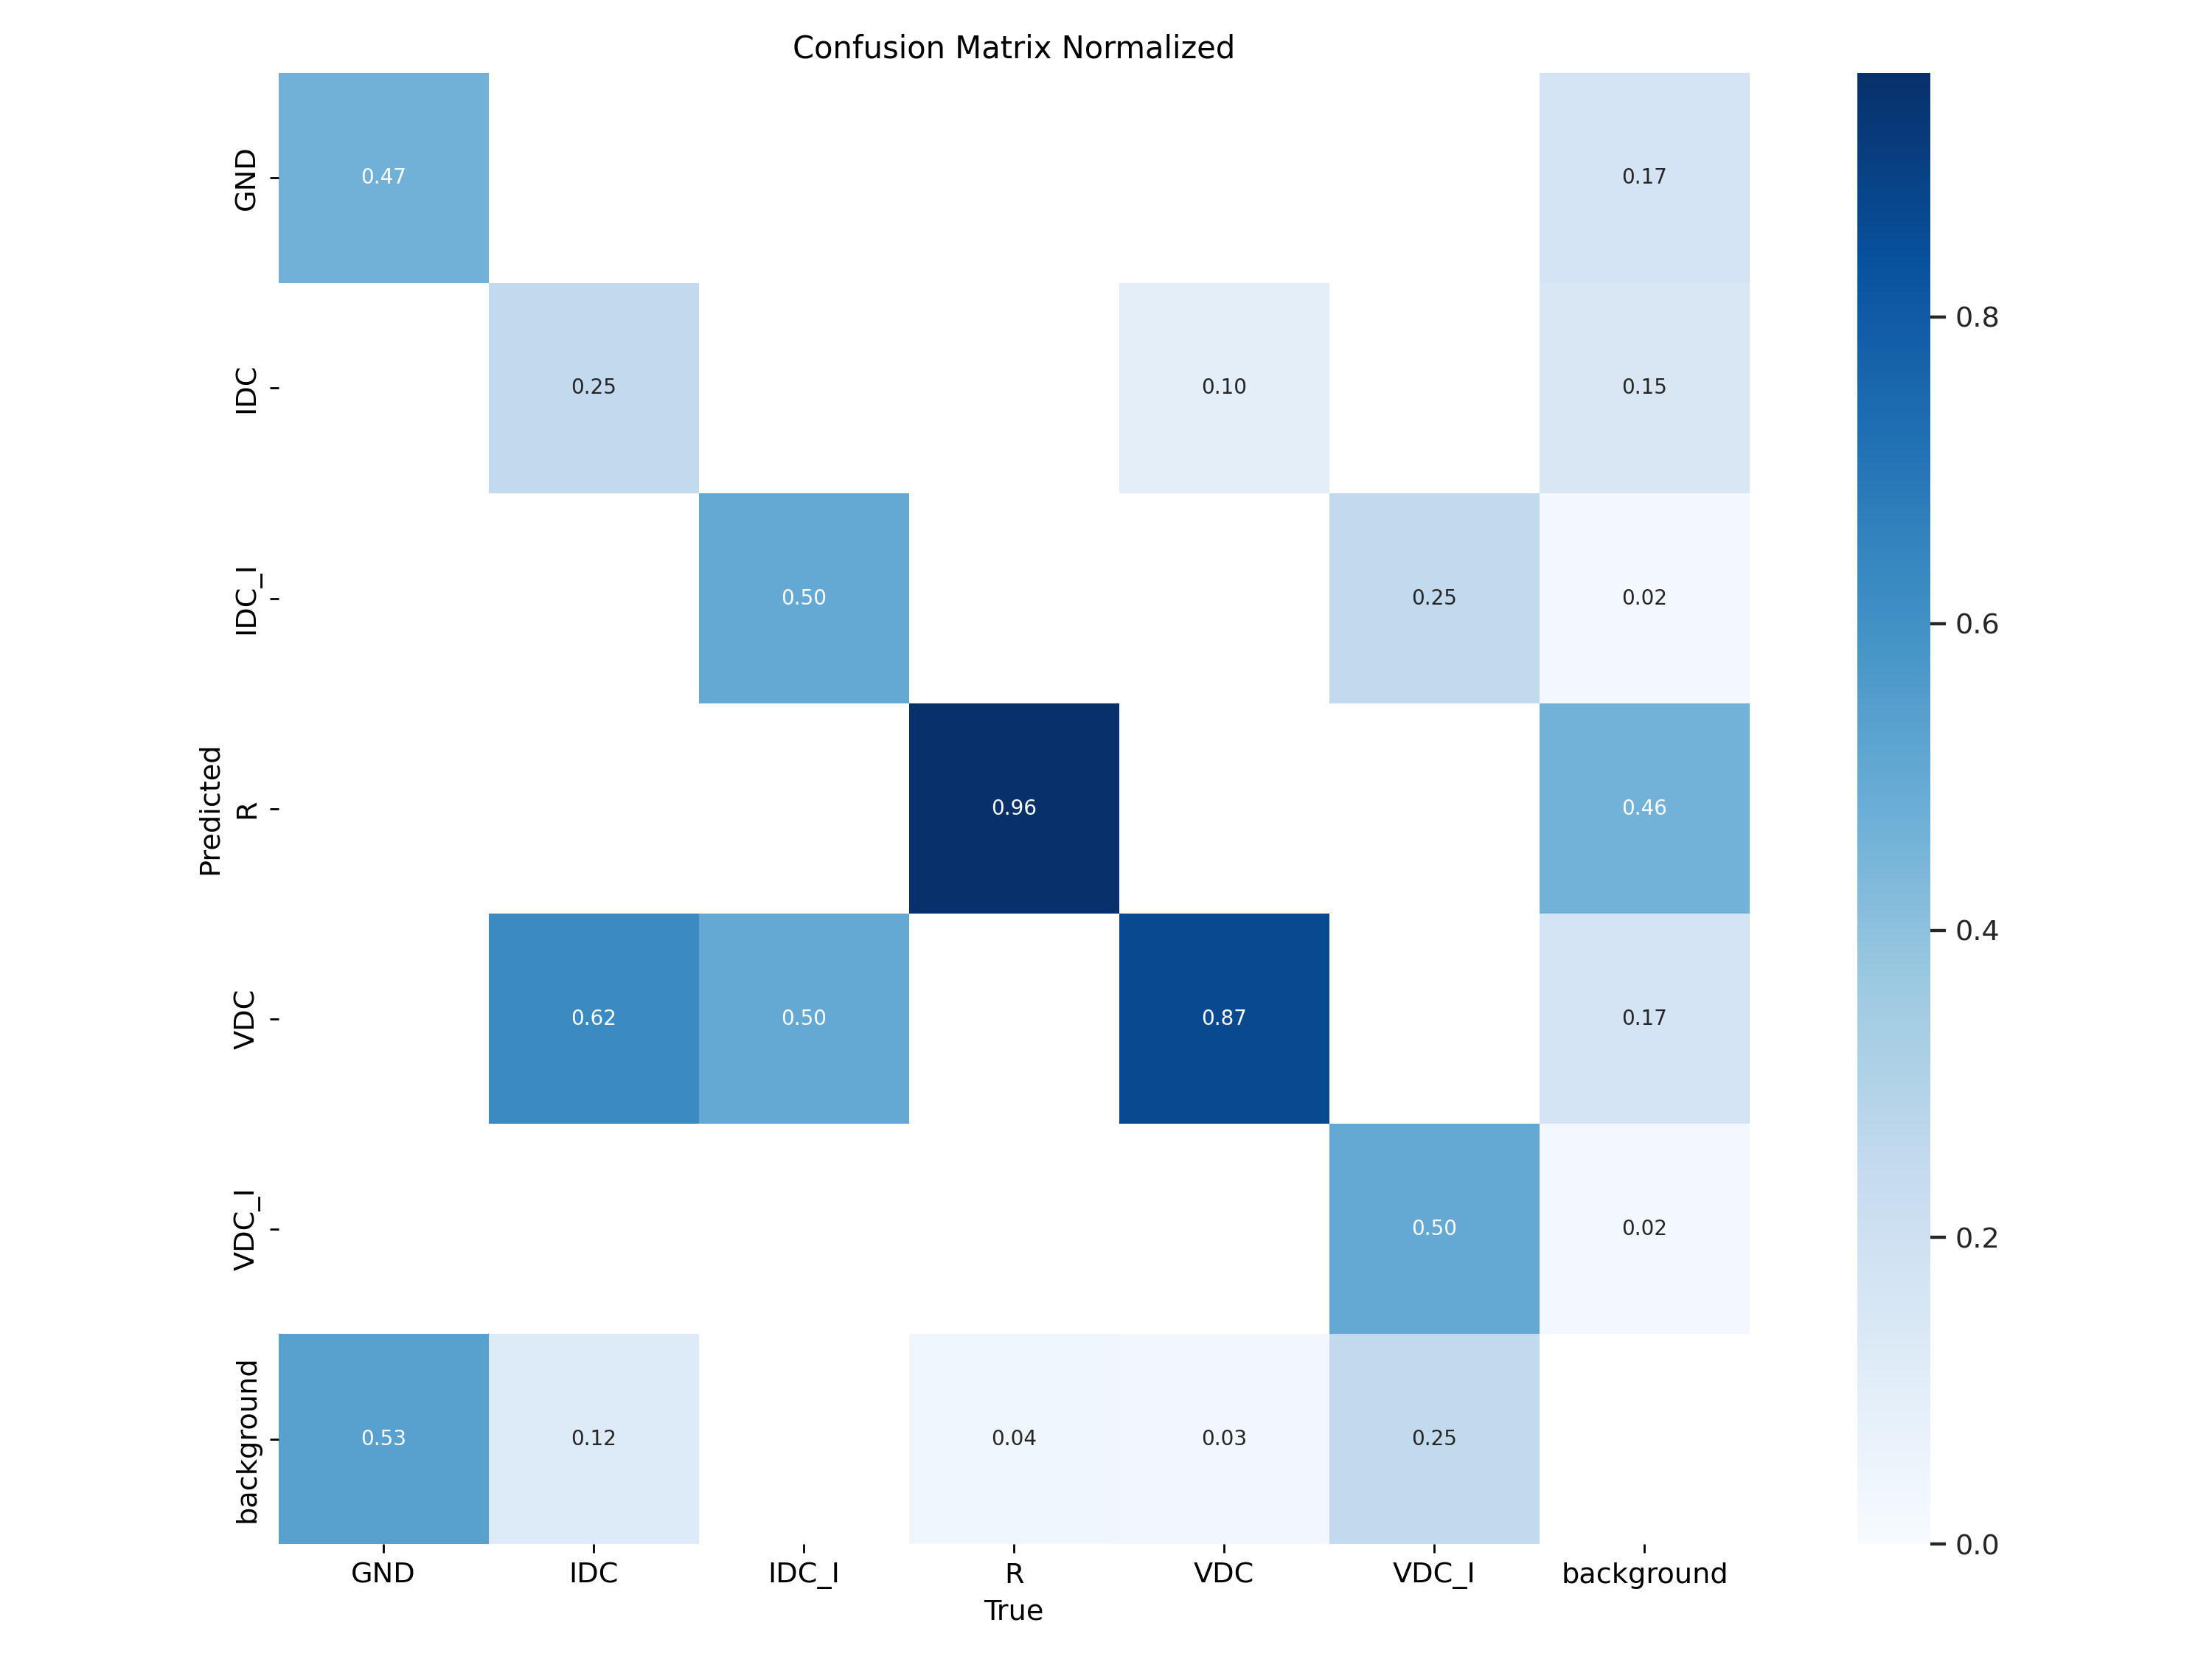 Confusion Matrix Normalized
GND
0.47
0.17
IDC
0.25
0.10
0.15
0.8
IDC_I
0.50
0.25
0.02
0.6
Predicted
R
0.96
0.46
0.4
VDC
0.62
0.50
0.87
0.17
VDC_I
0.50
0.02
0.2
background
0.53
0.12
0.04
0.03
0.25
0.0
GND
IDC
IDC_I
R
VDC
VDC_I
background
True